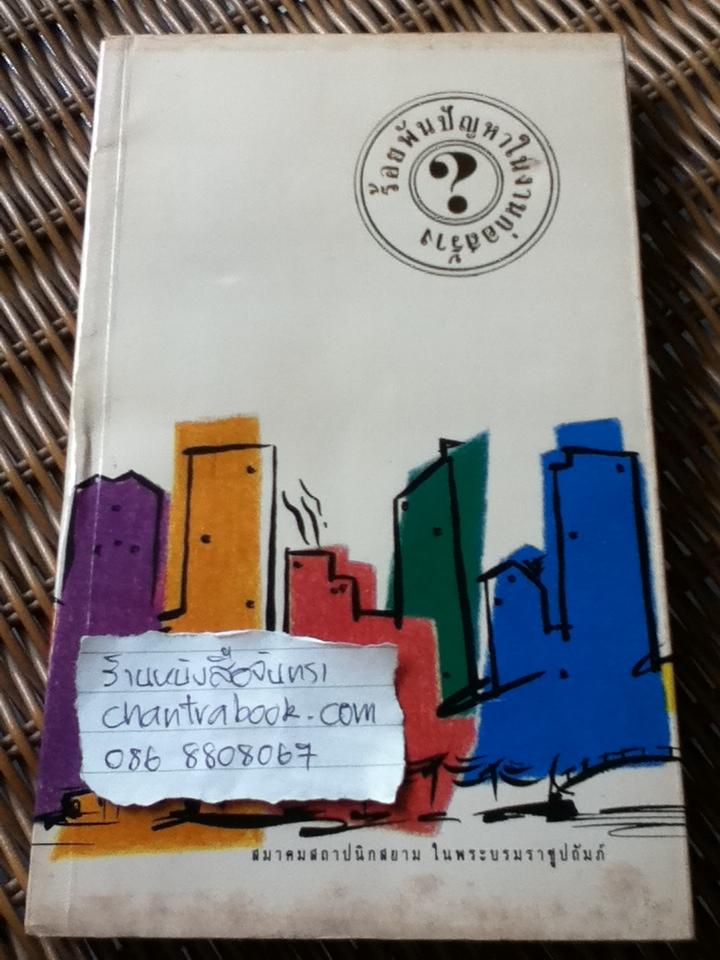 ร้อยพันปัญหาในงานก่อสร้าง
?
ร้านหนังสือจันทรา
chantrabook.com
086 8808067
สมาคมสถาปนิกสยาม ในพระบรมราชูปถัมภ์